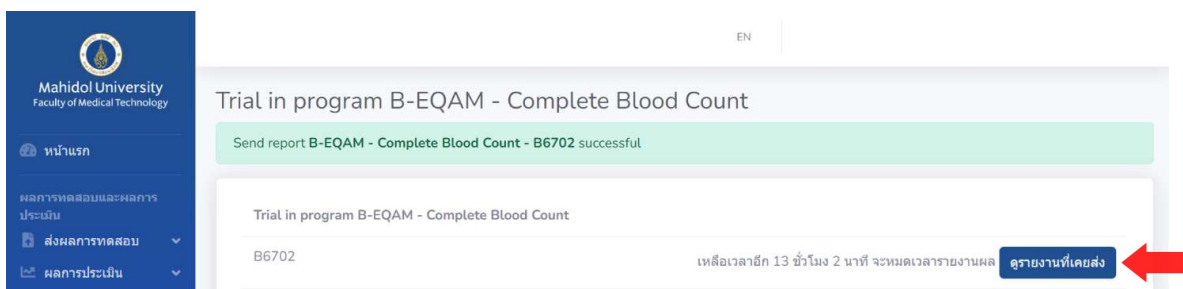 Mahidol University
Faculty of Medical Technology
หน้าแรก
ผลการทดสอบและผลการ
ประเมิน
ส่งผลการทดสอบ
ผลการประเมิน
EN
Trial in program B-EQAM - Complete Blood Count
Send report B-EQAM - Complete Blood Count - B6702 successful
Trial in program B-EQAM - Complete Blood Count
B6702
เหลือเวลาอีก 13 ชั่วโมง 2 นาที จะหมดเวลารายงานผล
ดูรายงานที่เคยส่ง